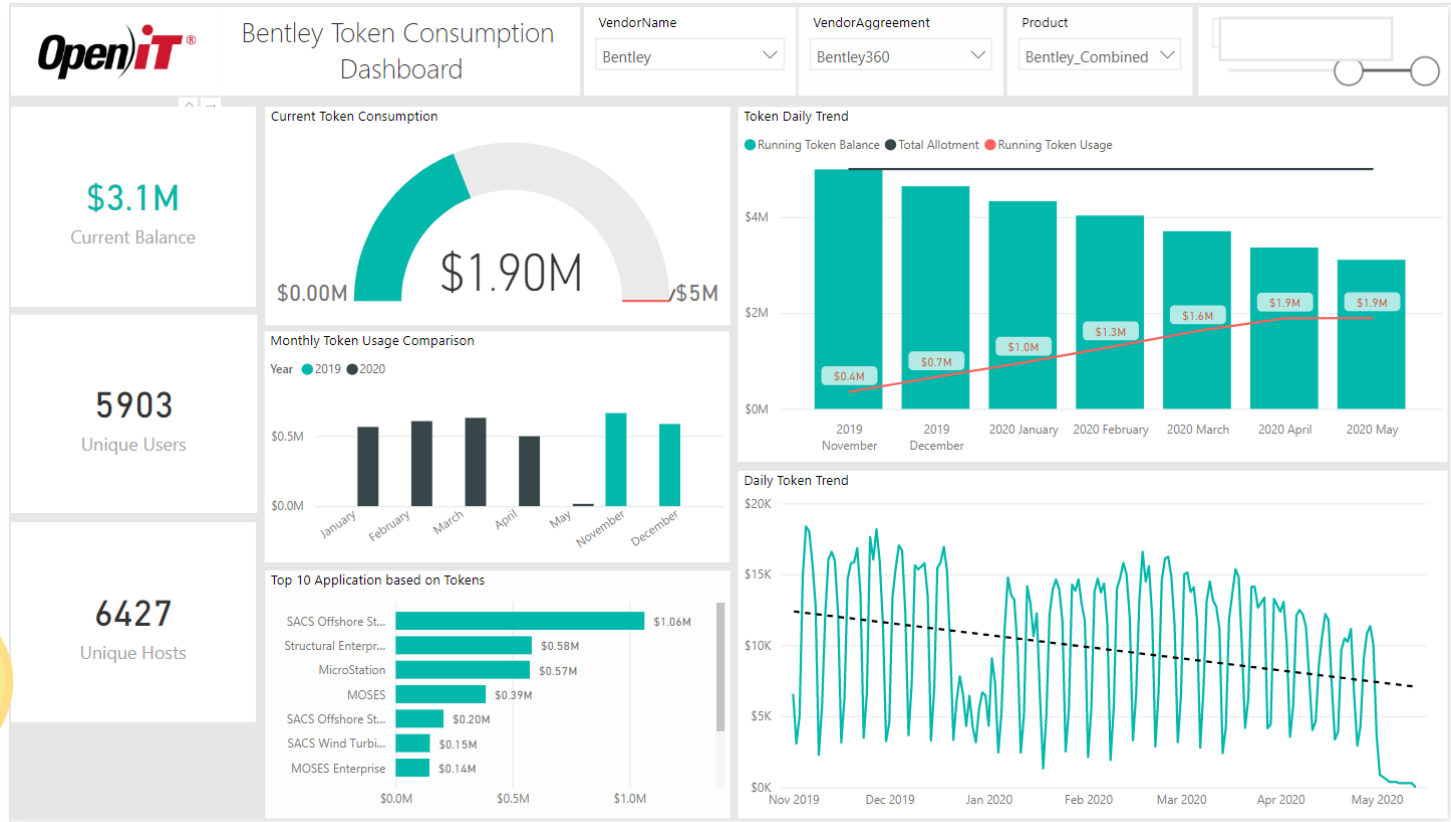 OpeniT®
Bentley Token Consumption
Dashboard
VendorName
Bentley
VendorAggreement
Bentley360
Product
Bentley_Combined
$3.1M
Current Balance
5903
Unique Users
6427
Unique Hosts
Current Token Consumption
$1.90M
$0.00M
$5M
Monthly Token Usage Comparison
Year 2019 2020
$0.5M
$0.0M
January February March April May November December
Top 10 Application based on Tokens
SACS Offshore St... $1.06M
Structural Enterpr... $0.58M
MicroStation $0.57M
MOSES $0.39M
SACS Offshore St... $0.20M
SACS Wind Turbi... $0.15M
MOSES Enterprise $0.14M
$0.0M $0.5M $1.0M
Token Daily Trend
Running Token Balance Total Allotment Running Token Usage
$4M
$2M
$0M
$0.4M $0.7M $1.0M $1.3M $1.6M $1.9M $1.9M
2019 November 2019 December 2020 January 2020 February 2020 March 2020 April 2020 May
Daily Token Trend
$20K
$15K
$10K
$5K
$0K
Nov 2019 Dec 2019 Jan 2020 Feb 2020 Mar 2020 Apr 2020 May 2020